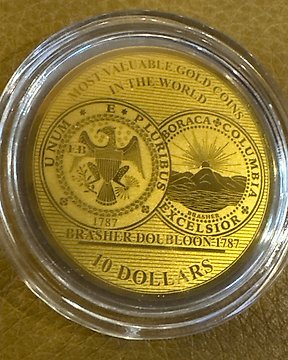 MOST VALUABLE GOLD COINS
IN THE WORLD
UNUM ✤ E ✤ PLURIBUS
EB
1787
EBORACA ✤ COLUMBIA
BRASHER
EXCELSIOR
BRASHER DOUBLOON 1787
10 DOLLARS